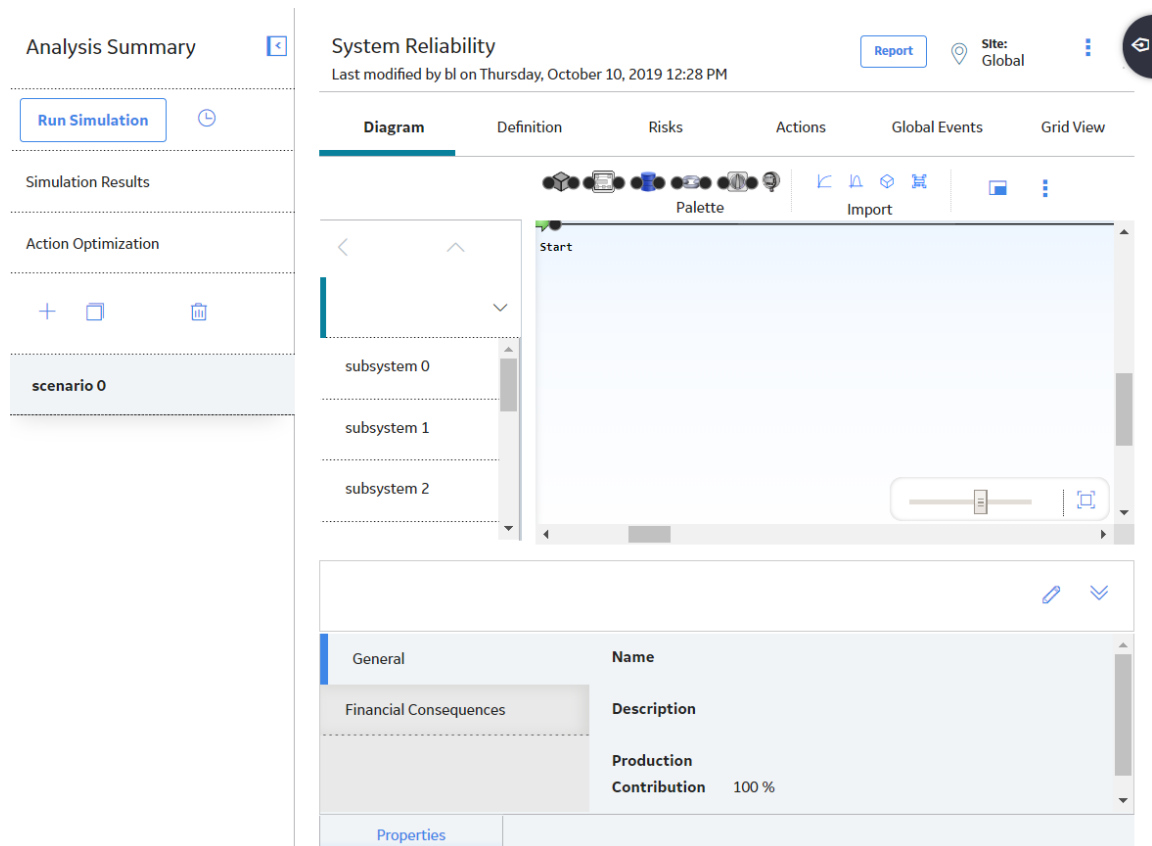 Analysis Summary
Run Simulation
Simulation Results
Action Optimization
scenario 0
System Reliability
Last modified by bl on Thursday, October 10, 2019 12:28 PM
Report
Site:
Global
Diagram Definition Risks Actions Global Events Grid View
Palette Import
Start
subsystem 0
subsystem 1
subsystem 2
General
Financial Consequences
Name
Description
Production
Contribution 100 %
Properties